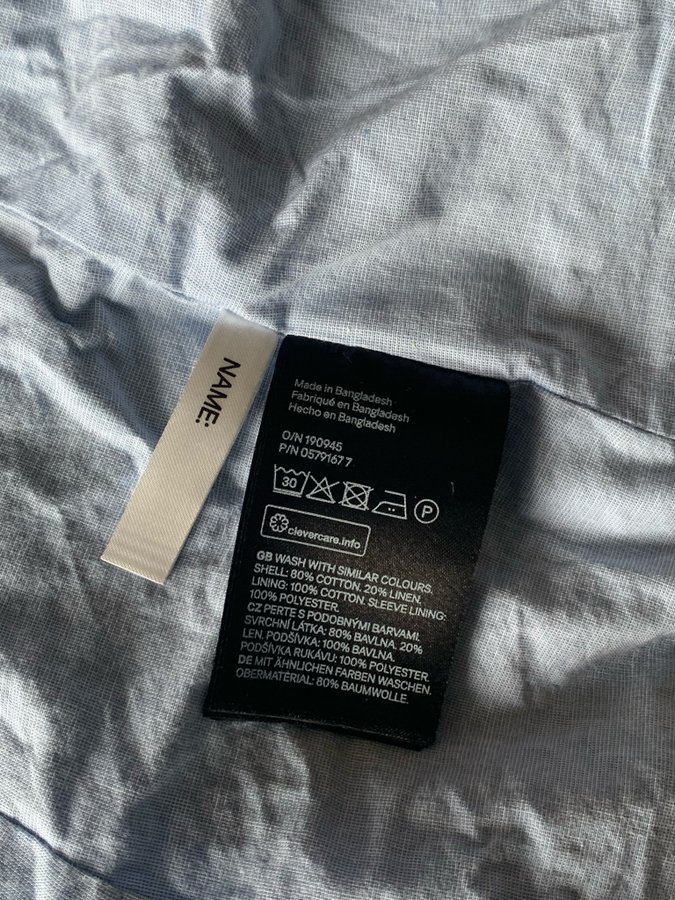 NAME:
Made in Bangladesh
Fabriqué en Bangladesh
Hecho en Bangladesh
O/N 190945
P/N 0579167 7
30
P
clevercare.info
GB WASH WITH SIMILAR COLOURS.
SHELL: 80% COTTON. 20% LINEN.
LINING: 100% COTTON. SLEEVE LINING:
100% POLYESTER.
CZ PERTE S PODOBNÝMI BARVAMI.
SVRCHNÍ LÁTKA: 80% BAVLNA. 20%
LEN. PODŠÍVKA: 100% BAVLNA.
PODŠÍVKA RUKÁVU: 100% POLYESTER.
DE MIT ÄHNLICHEN FARBEN WASCHEN.
OBERMATERIAL: 80% BAUMWOLLE.